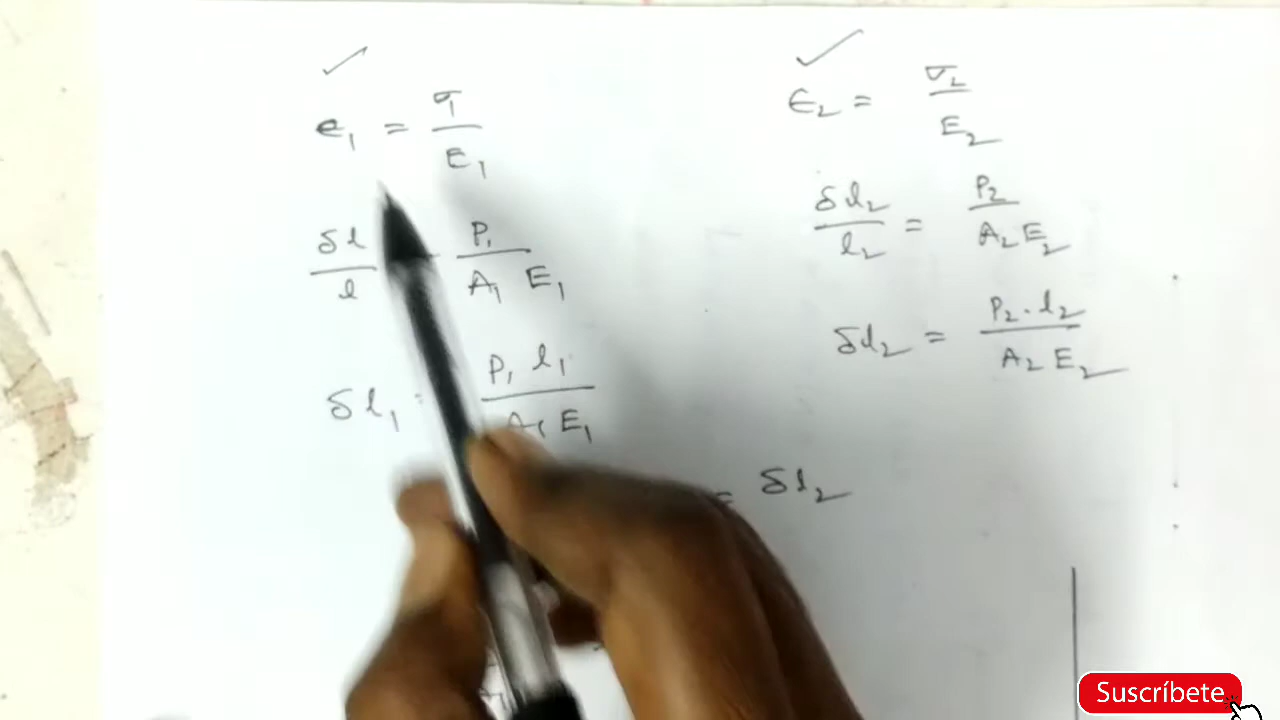 e₁ = σ₁ / E₁
δl / l = P₁ / A₁ E₁
δl₁ = P₁ l₁ / A₁ E₁
ϵ₂ = σ₂ / E₂
δl₂ / l₂ = P₂ / A₂ E₂
δl₂ = P₂ . l₂ / A₂ E₂
= δl₂
Suscríbete